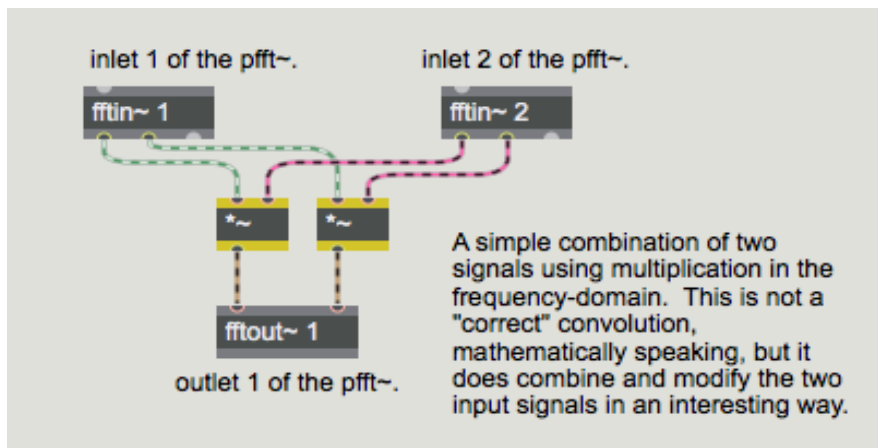 inlet 1 of the pfft~.
inlet 2 of the pfft~.
fftin~ 1
fftin~ 2
*~
*~
A simple combination of two
signals using multiplication in the
frequency-domain.  This is not a
"correct" convolution,
mathematically speaking, but it
does combine and modify the two
input signals in an interesting way.
fftout~ 1
outlet 1 of the pfft~.